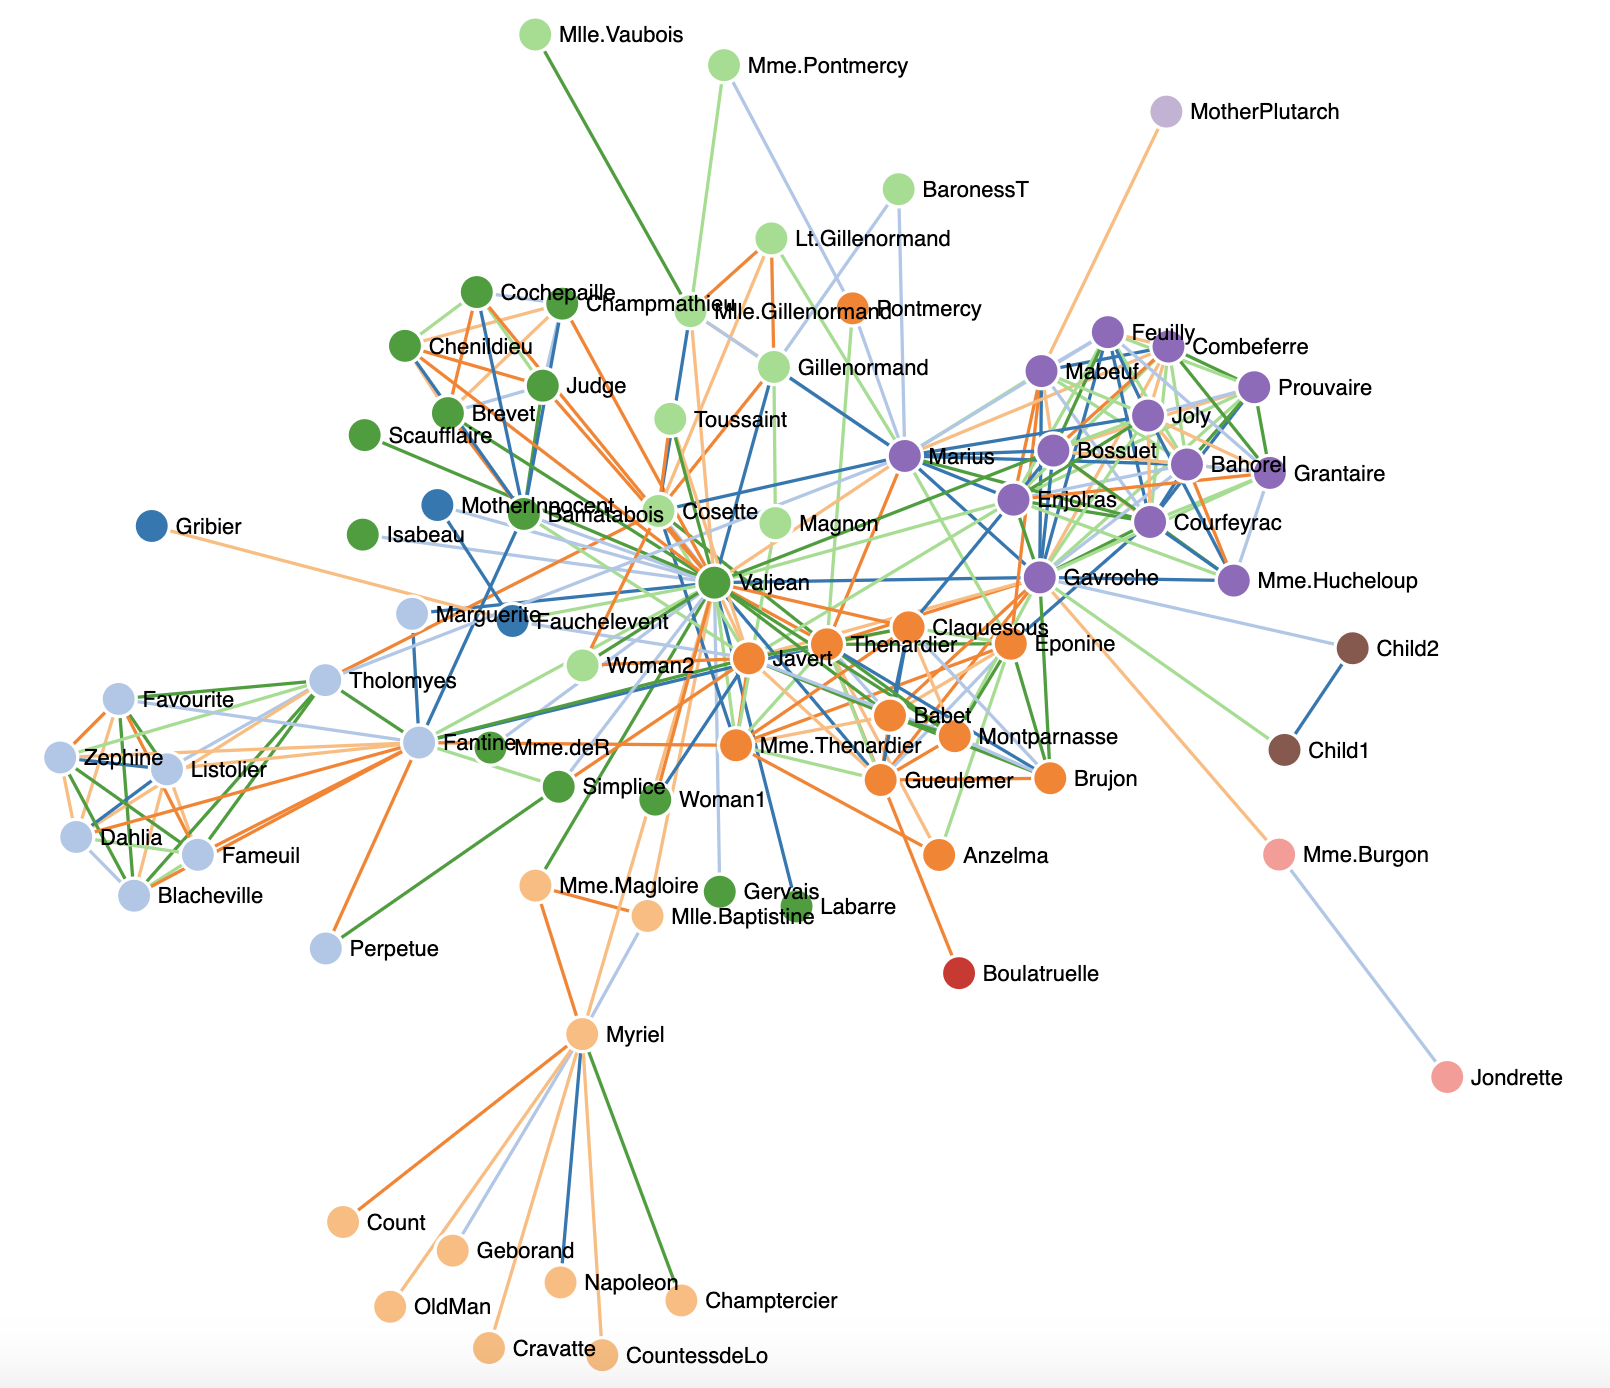 Mlle.Vaubois
Mme.Pontmercy
MotherPlutarch
BaronessT
Lt.Gillenormand
Cochepaille
Champmathieu
Mlle.Gillenormand
Pontmercy
Feuilly
Combeferre
Chenildieu
Gillenormand
Mabeuf
Judge
Prouvaire
Brevet
Toussaint
Joly
Scaufflaire
Marius
Bossuet
Bahorel
Grantaire
MotherInnocent
Bamatabois
Cosette
Enjolras
Gribier
Isabeau
Magnon
Courfeyrac
Valjean
Gavroche
Mme.Hucheloup
Marguerite
Fauchelevent
Claquesous
Thenardier
Eponine
Child2
Woman2
Javert
Tholomyes
Favourite
Babet
Montparnasse
Fantine
Mme.deR
Mme.Thenardier
Child1
Zephine
Listolier
Simplice
Woman1
Gueulemer
Brujon
Dahlia
Fameuil
Anzelma
Mme.Burgon
Blacheville
Mme.Magloire
Gervais
Labarre
Mlle.Baptistine
Perpetue
Boulatruelle
Myriel
Jondrette
Count
Geborand
Napoleon
OldMan
Champtercier
Cravatte
CountessdeLo